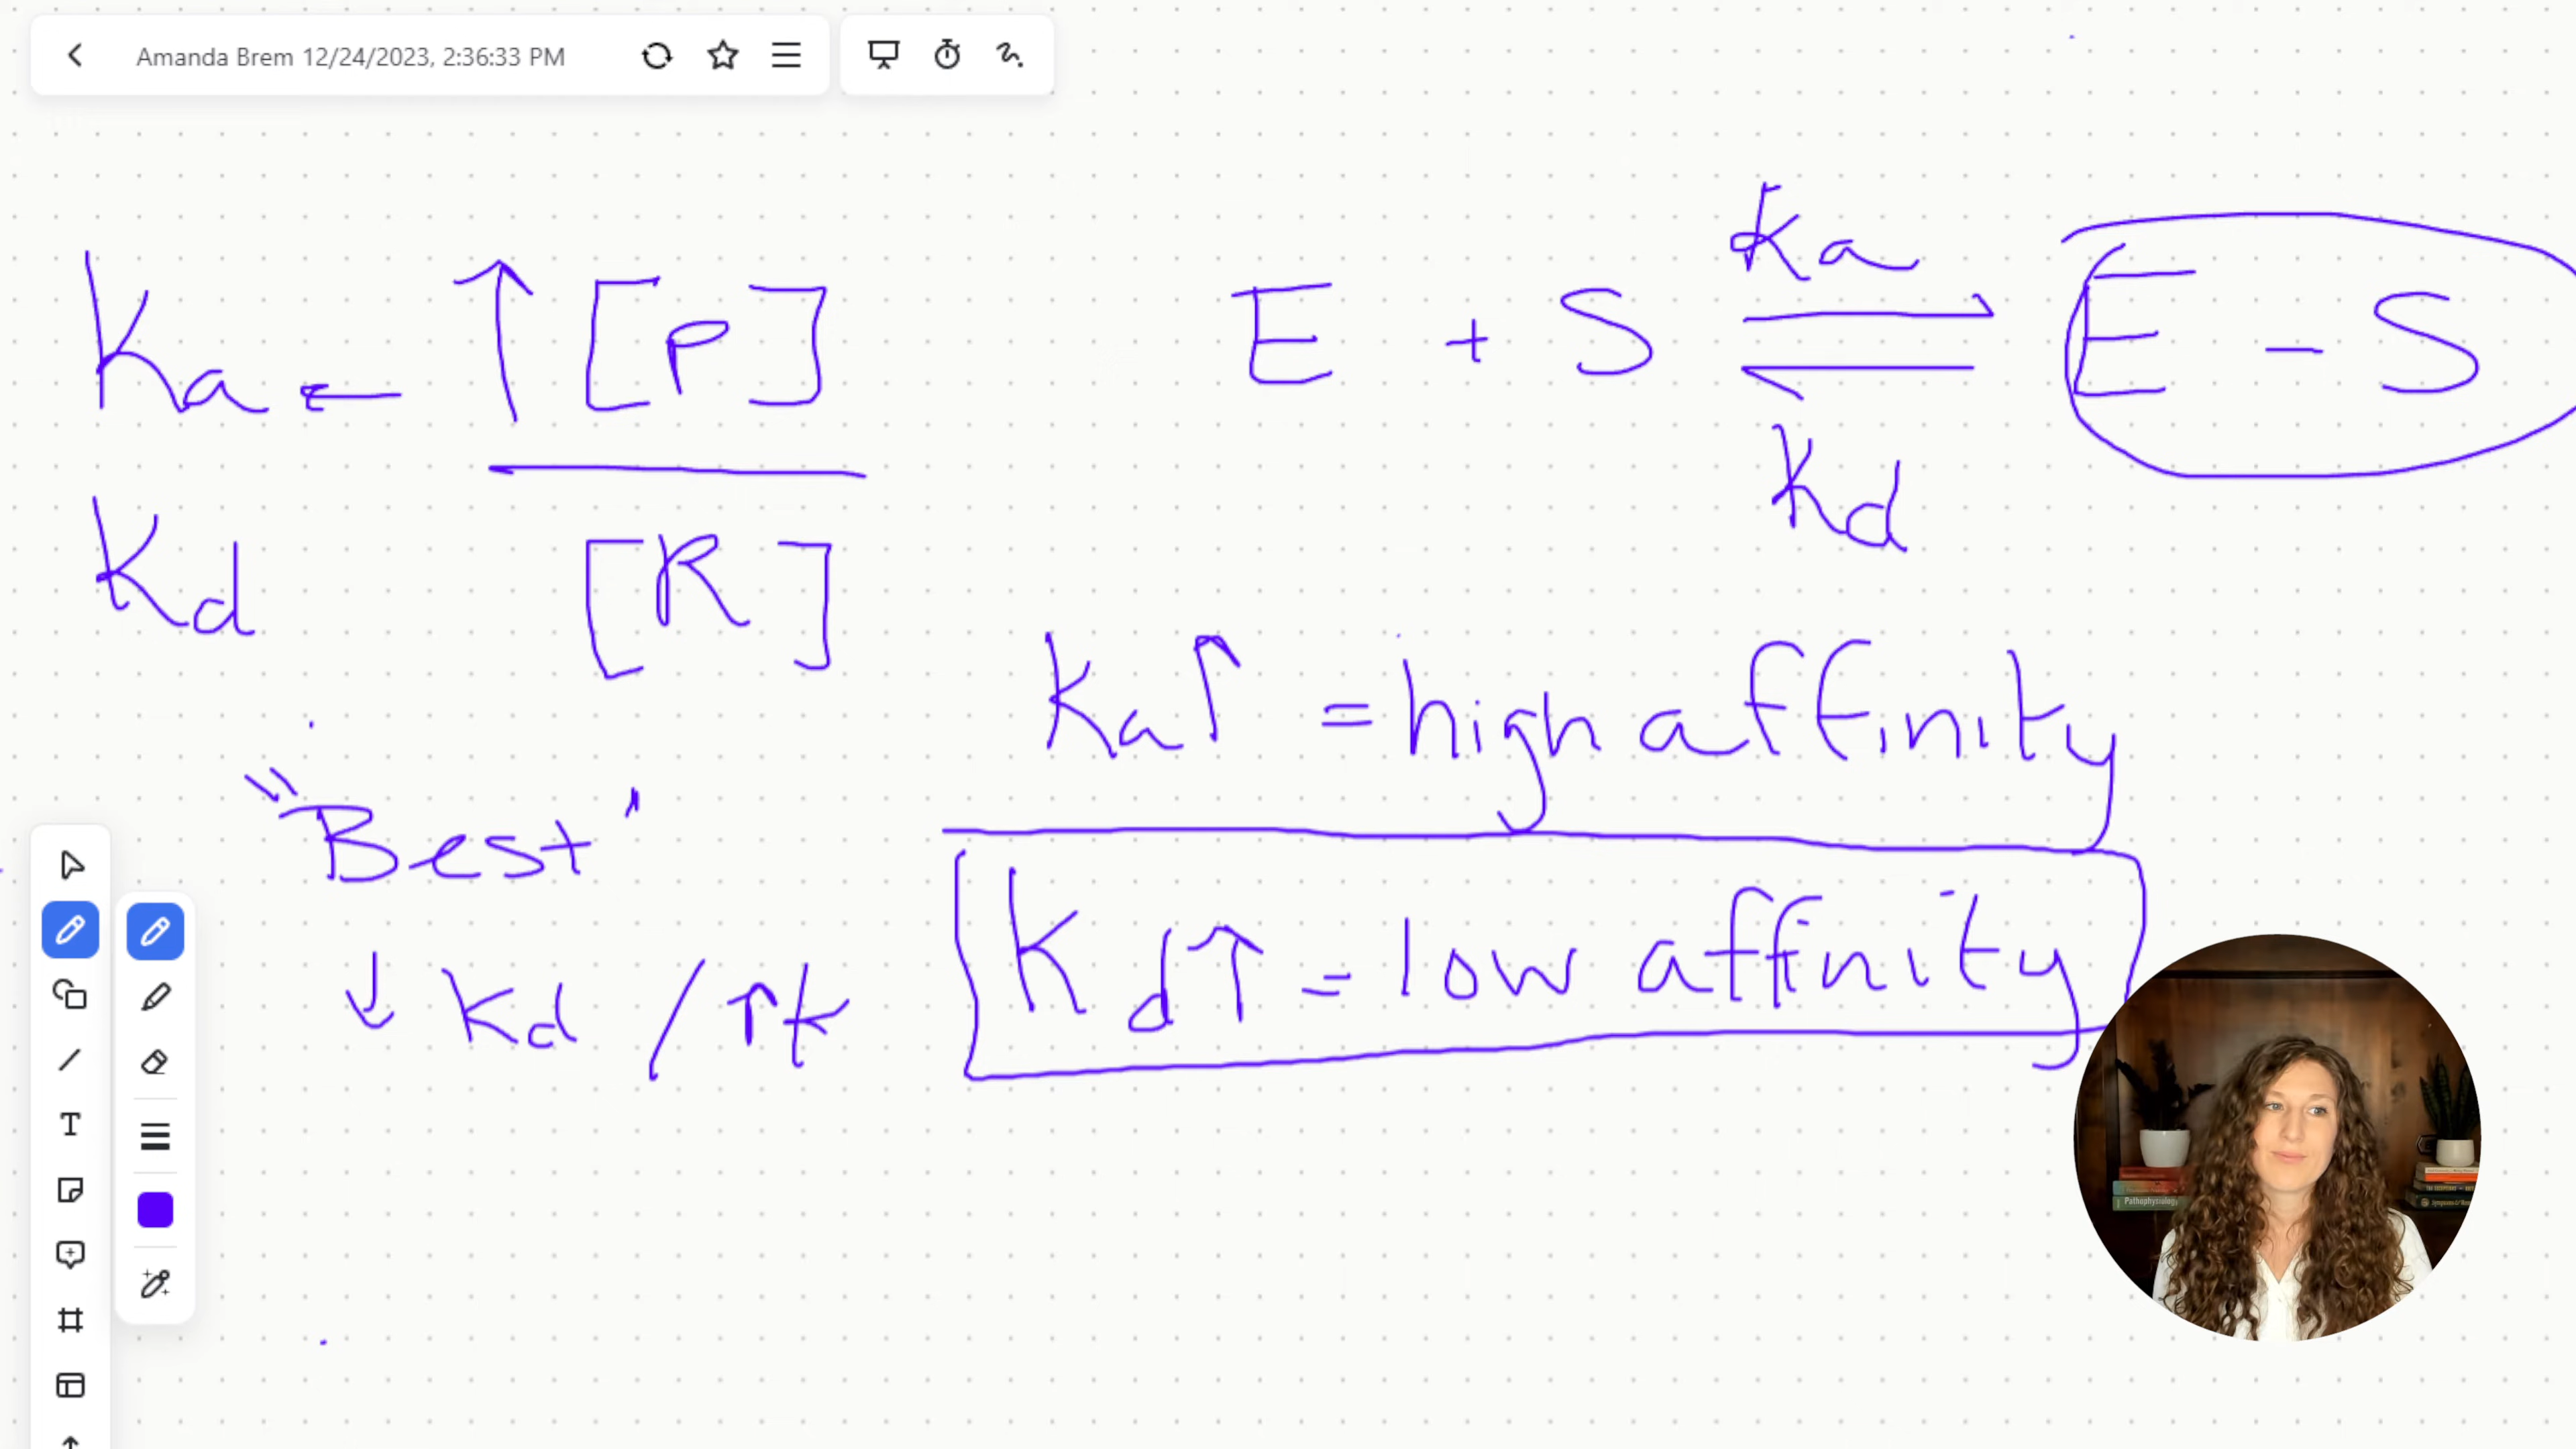 Amanda Brem 12/24/2023, 2:36:33 PM
Ka ← ↑ [P]
Kd [R]
E + S ⇌ E - S
Ka
Kd
Ka↑ = high affinity
Kd↑ = low affinity
"Best"
↓ Kd / ↑k
T
Pathophysiology